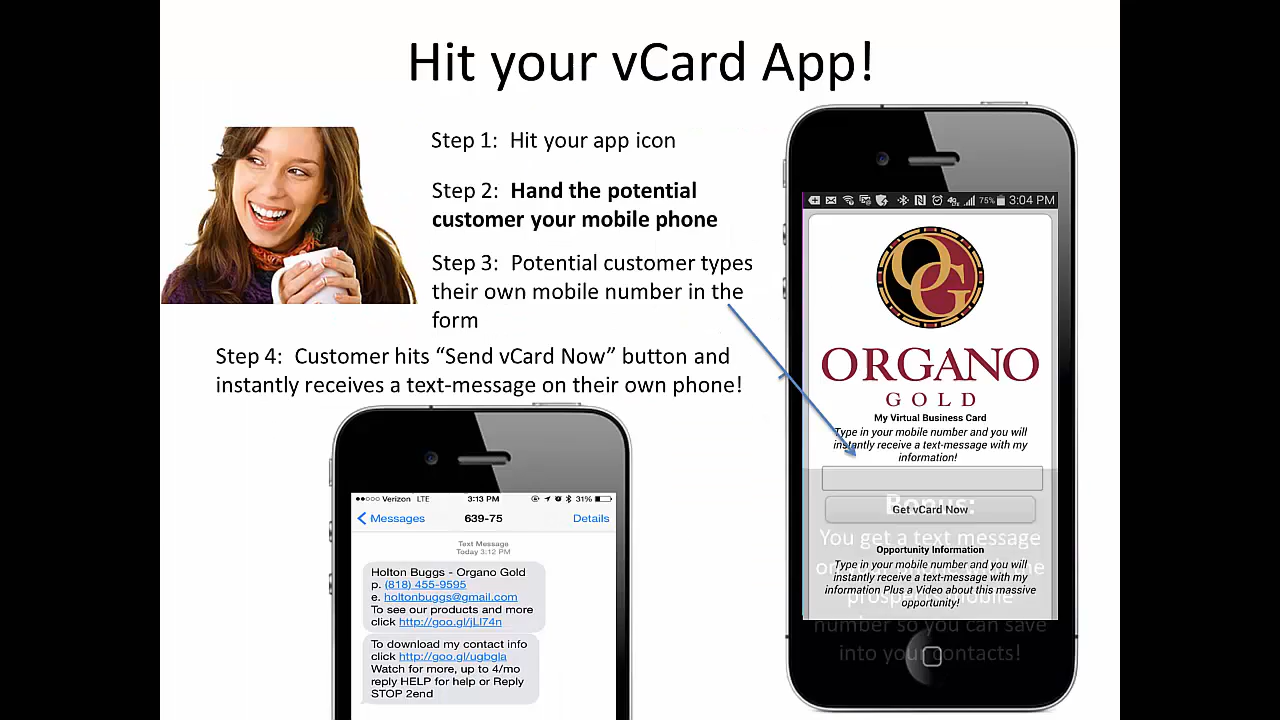 Hit your vCard App!
Step 1: Hit your app icon
Step 2: Hand the potential
customer your mobile phone
Step 3: Potential customer types
their own mobile number in the
form
Step 4: Customer hits “Send vCard Now” button and
instantly receives a text-message on their own phone!
Verizon LTE 3:13 PM 31%
Messages 639-75 Details
Text Message
Today 3:12 PM
Holton Buggs - Organo Gold
p. (818) 455-9595
e. holtonbuggs@gmail.com
To see our products and more
click http://goo.gl/jLl74n
To download my contact info
click http://goo.gl/ugbgla
Watch for more, up to 4/mo
reply HELP for help or Reply
STOP 2end
75% 3:04 PM
OG
ORGANO
GOLD
My Virtual Business Card
Type in your mobile number and you will
instantly receive a text-message with my
information!
Get vCard Now
Opportunity Information
Type in your mobile number and you will
instantly receive a text-message with my
information Plus a Video about this massive
opportunity!
Bonus:
You get a text message
on the
mobile
number so you can save
into your contacts!